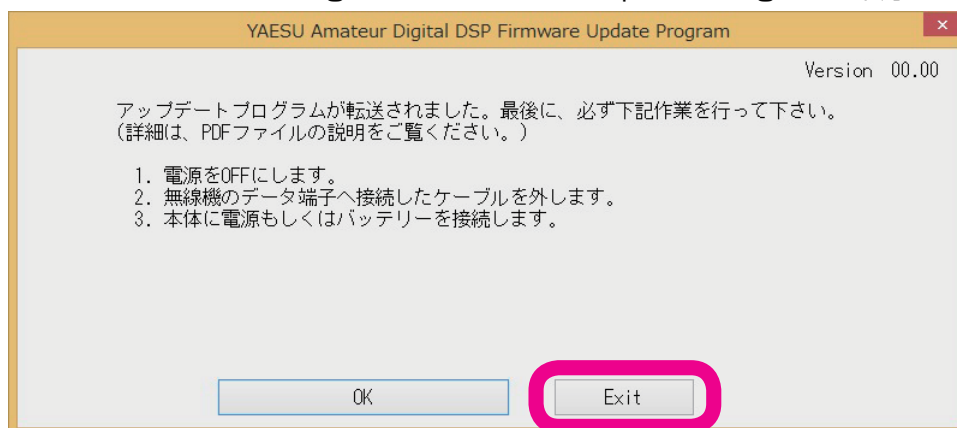 YAESU Amateur Digital DSP Firmware Update Program
×
Version 00.00
アップデートプログラムが転送されました。最後に、必ず下記作業を行って下さい。
(詳細は、PDFファイルの説明をご覧ください。)
1. 電源をOFFにします。
2. 無線機のデータ端子へ接続したケーブルを外します。
3. 本体に電源もしくはバッテリーを接続します。
OK
Exit